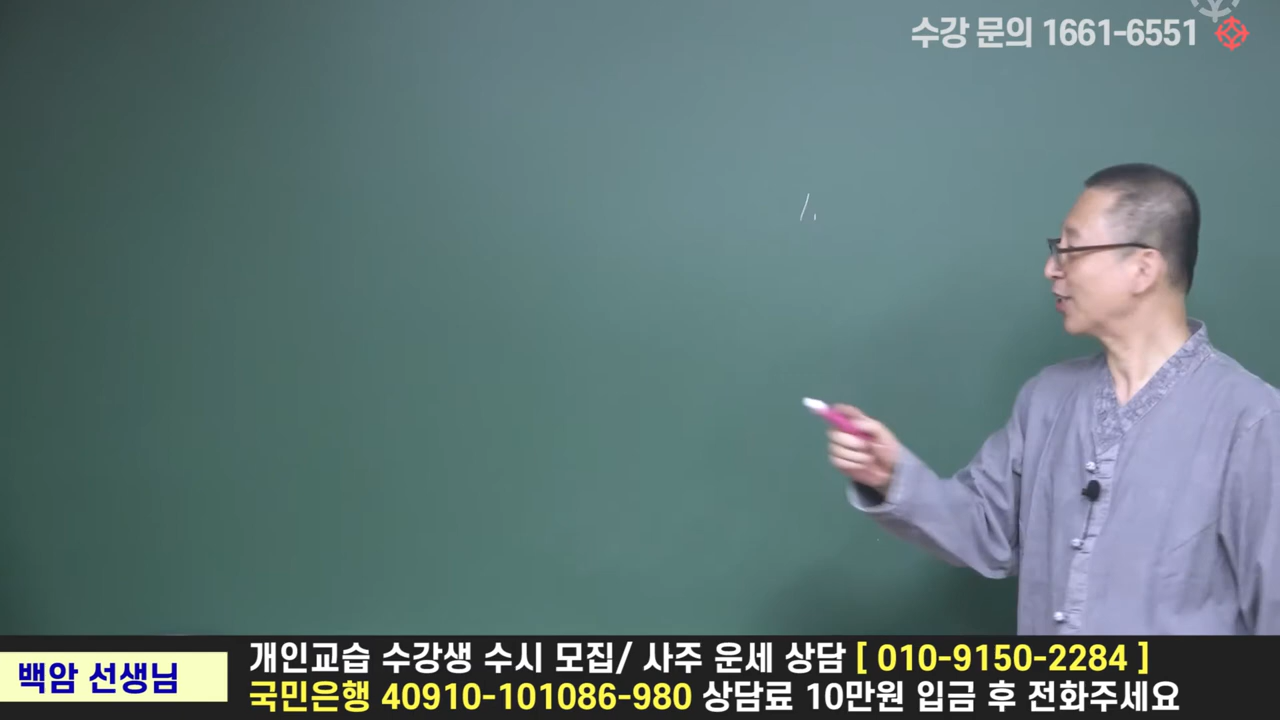 수강 문의 1661-6551
백암 선생님
개인교습 수강생 수시 모집/ 사주 운세 상담 [ 010-9150-2284 ]
국민은행 40910-101086-980 상담료 10만원 입금 후 전화주세요